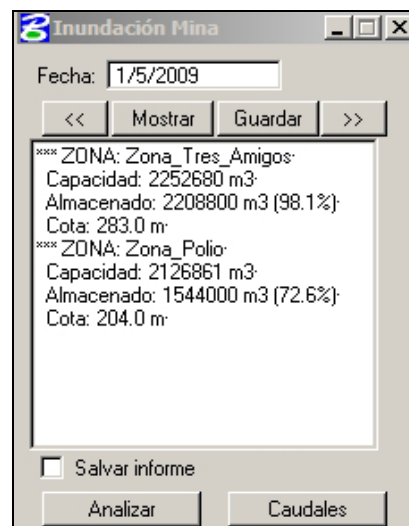 Inundación Mina
Fecha: 1/5/2009
<< Mostrar Guardar >>
*** ZONA: Zona_Tres_Amigos·
Capacidad: 2252680 m3·
Almacenado: 2208800 m3 (98.1%)·
Cota: 283.0 m·
*** ZONA: Zona_Polio·
Capacidad: 2126861 m3·
Almacenado: 1544000 m3 (72.6%)·
Cota: 204.0 m·
Salvar informe
Analizar Caudales